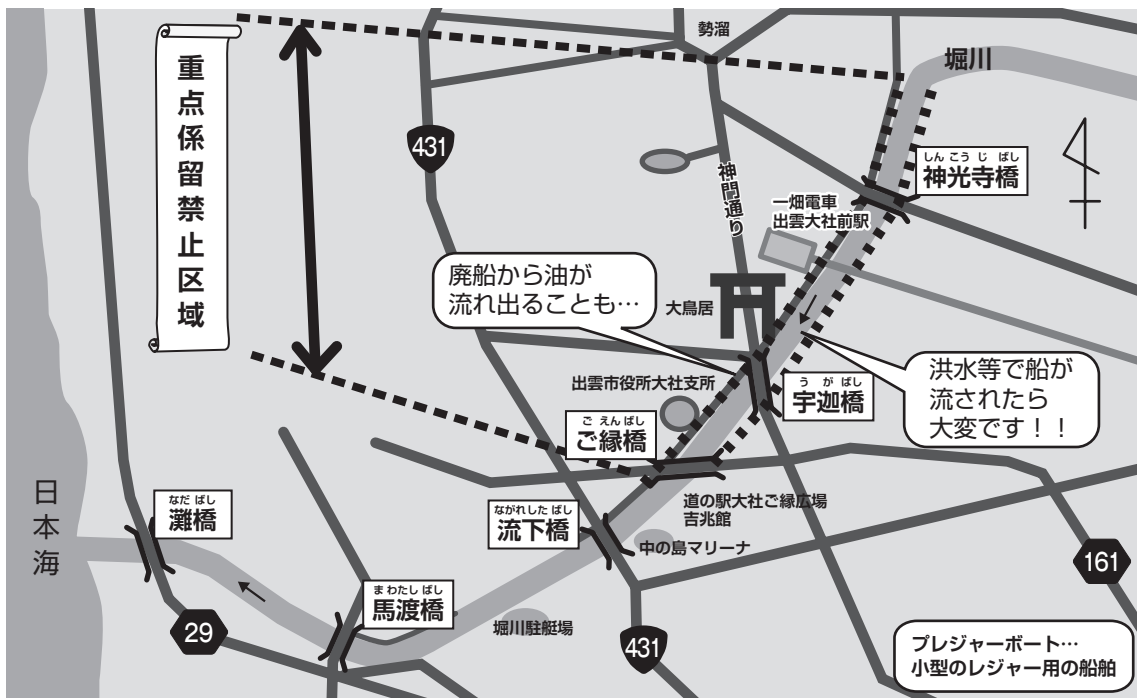 重点係留禁止区域
勢溜
堀川
431
しんこうじばし
神光寺橋
神門通り
一畑電車
出雲大社前駅
廃船から油が
流れ出ることも…
大鳥居
洪水等で船が
流されたら
大変です！！
出雲市役所大社支所
うがばし
宇迦橋
ごえんばし
ご縁橋
日本海
なだばし
灘橋
ながれしたばし
流下橋
道の駅大社ご縁広場
吉兆館
中の島マリーナ
161
まわたしばし
馬渡橋
29
堀川駐艇場
431
プレジャーボート…
小型のレジャー用の船舶